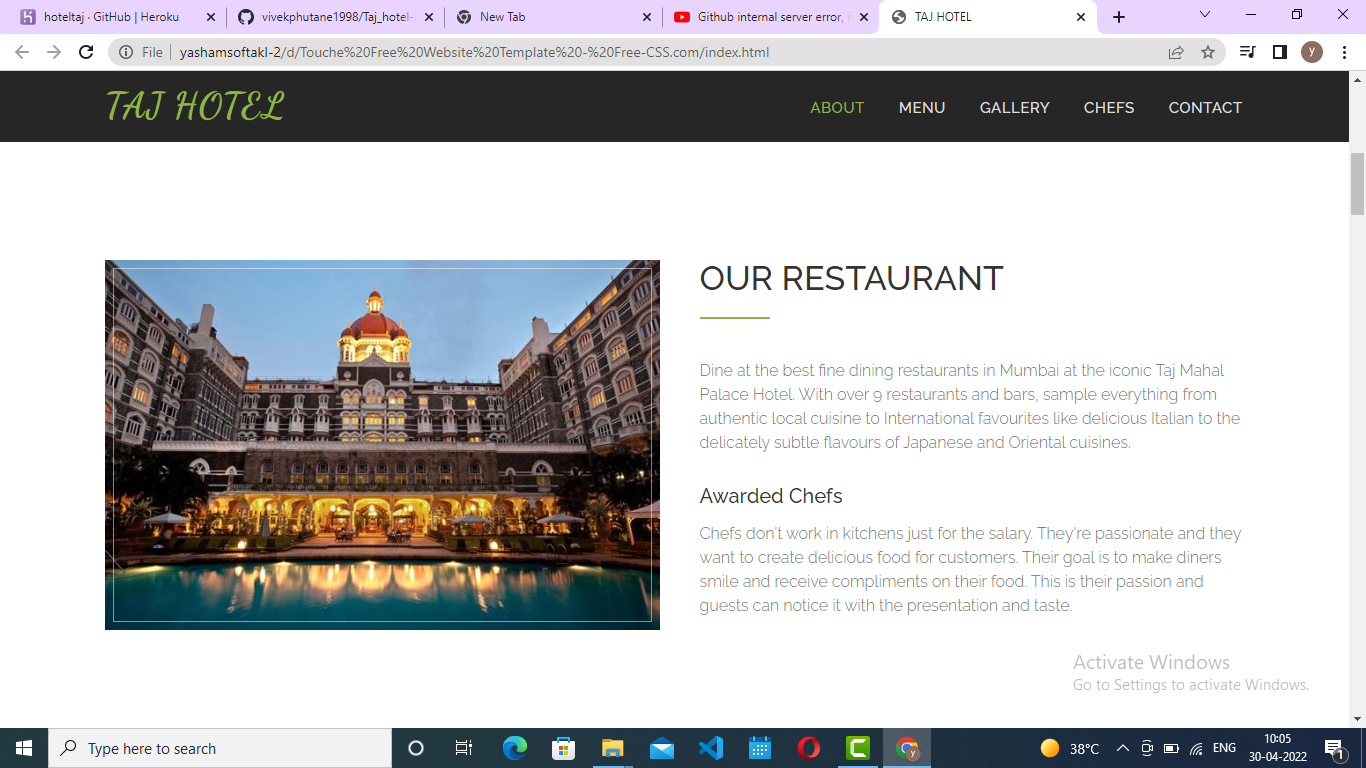 hoteltaj · GitHub | Heroku
vivekphutane1998/Taj_hotel-
New Tab
Github internal server error, i
TAJ HOTEL
File
yashamsoftakl-2/d/Touche%20Free%20Website%20Template%20-%20Free-CSS.com/index.html
y
TAJ HOTEL
ABOUT MENU GALLERY CHEFS CONTACT
OUR RESTAURANT
Dine at the best fine dining restaurants in Mumbai at the iconic Taj Mahal
Palace Hotel. With over 9 restaurants and bars, sample everything from
authentic local cuisine to International favourites like delicious Italian to the
delicately subtle flavours of Japanese and Oriental cuisines.
Awarded Chefs
Chefs don't work in kitchens just for the salary. They're passionate and they
want to create delicious food for customers. Their goal is to make diners
smile and receive compliments on their food. This is their passion and
guests can notice it with the presentation and taste.
Activate Windows
Go to Settings to activate Windows.
Type here to search
y
38°C
ENG
10:05
30-04-2022
1